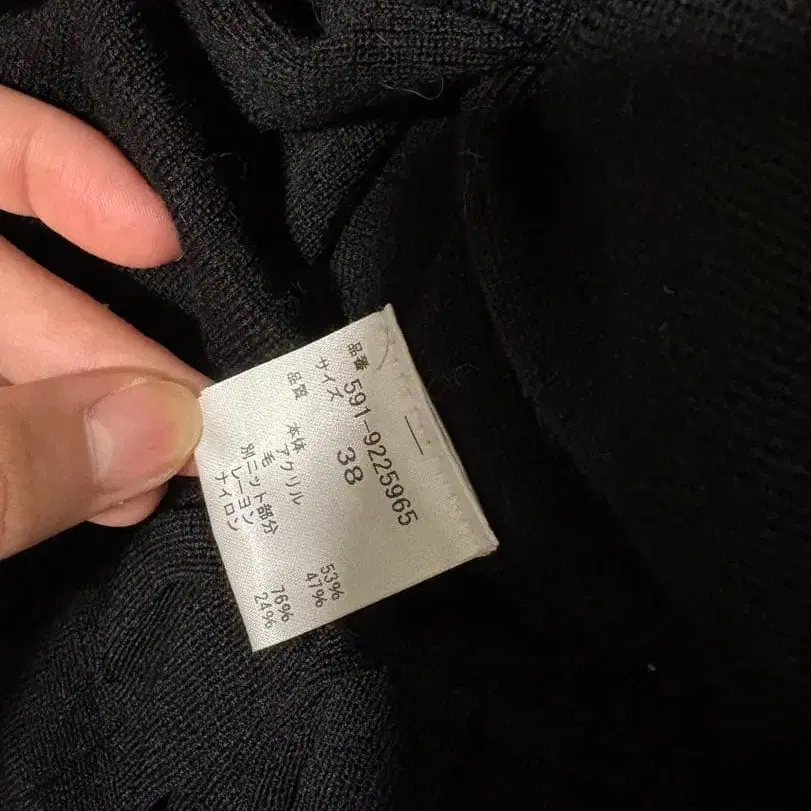 品番 591-9225965
サイズ 38
品質 本体
アクリル 53%
毛 47%
別ニット部分
レーヨン 76%
ナイロン 24%